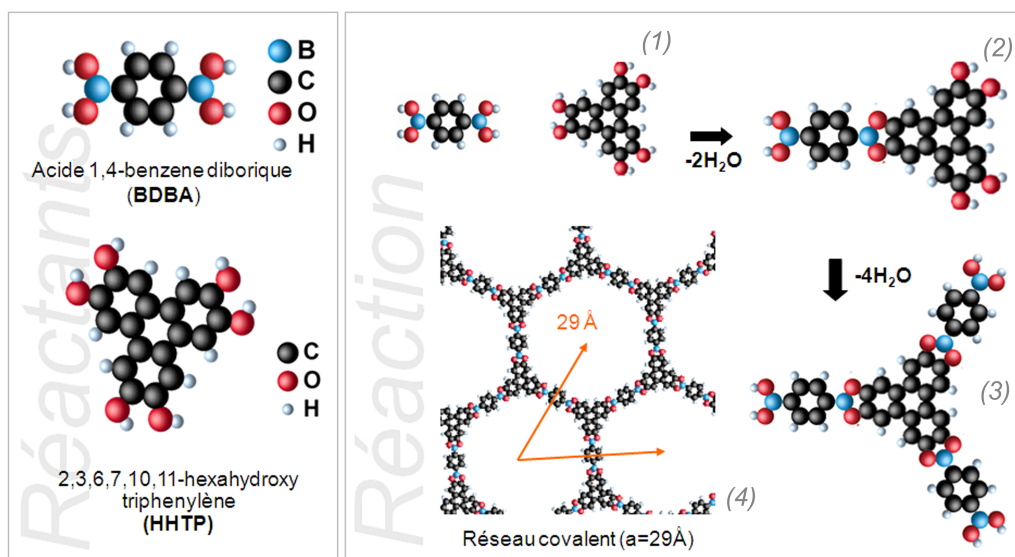 Réactants
B
C
O
H
Acide 1,4-benzene diborique
(BDBA)
C
O
H
2,3,6,7,10,11-hexahydroxy
triphenylène
(HHTP)
Réaction
(1)
-2H₂O
(2)
-4H₂O
(3)
29 Å
(4)
Réseau covalent (a=29Å)